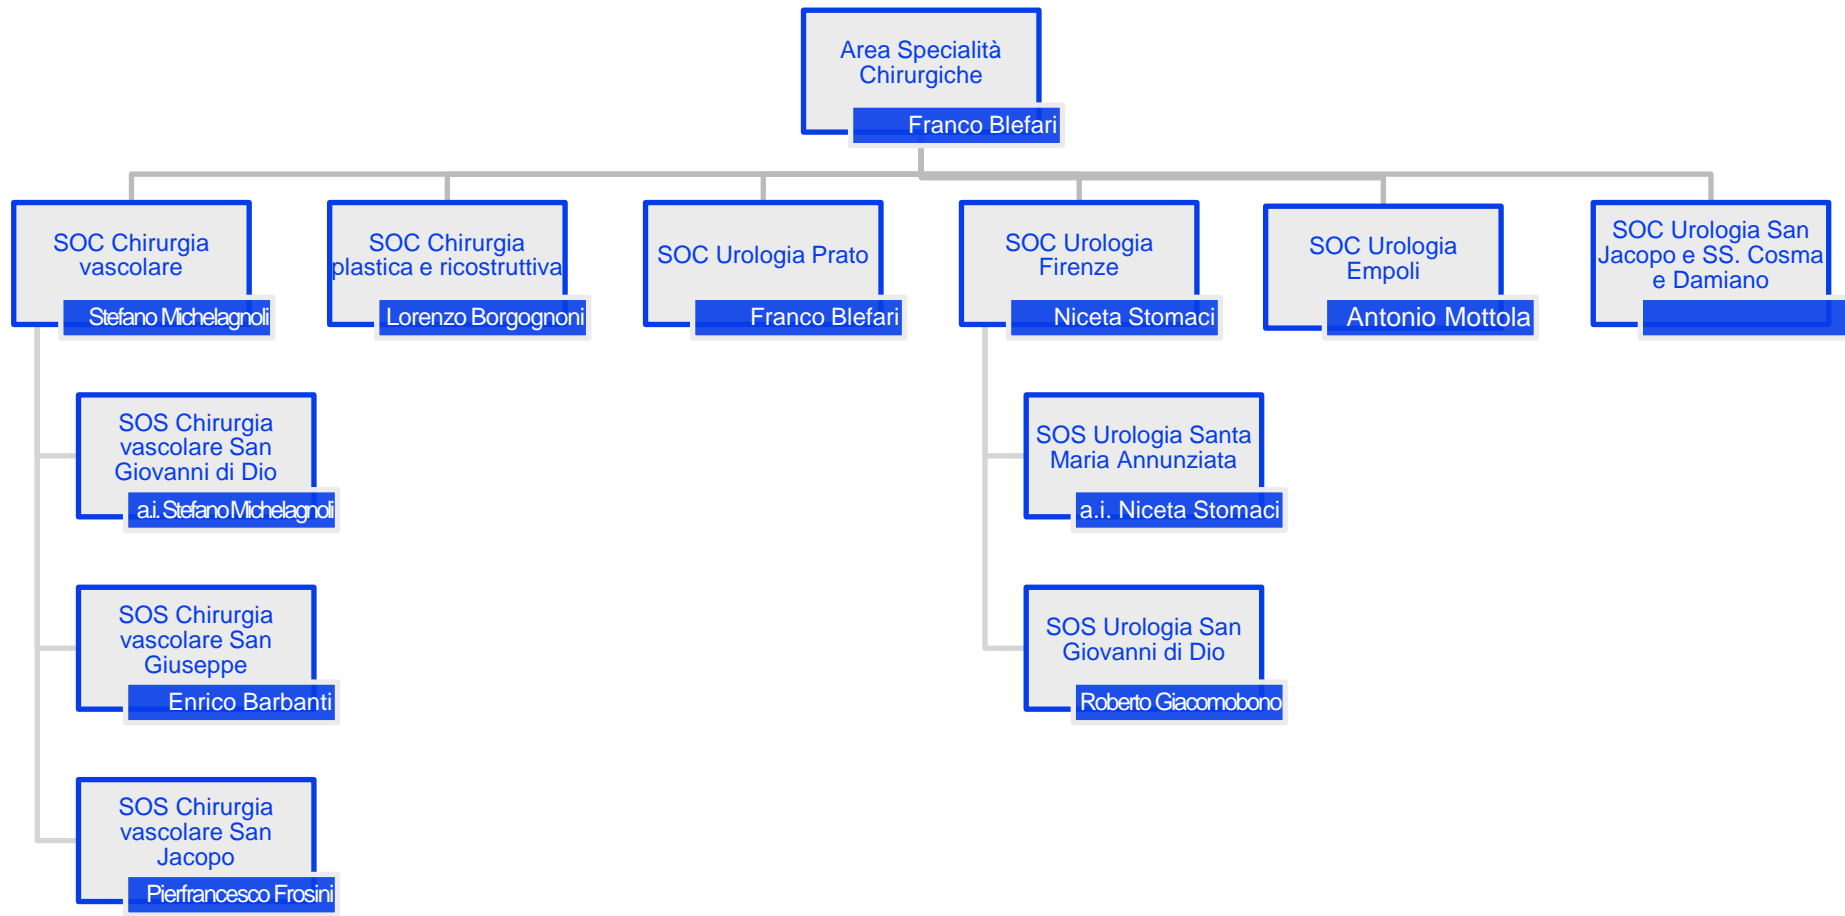 Area Specialità
Chirurgiche
Franco Blefari
SOC Chirurgia
vascolare
Stefano Michelagnoli
SOC Chirurgia
plastica e ricostruttiva
Lorenzo Borgognoni
SOC Urologia Prato
Franco Blefari
SOC Urologia
Firenze
Niceta Stomaci
SOC Urologia
Empoli
Antonio Mottola
SOC Urologia San
Jacopo e SS. Cosma
e Damiano
SOS Chirurgia
vascolare San
Giovanni di Dio
a.i. Stefano Michelagnoli
SOS Urologia Santa
Maria Annunziata
a.i. Niceta Stomaci
SOS Chirurgia
vascolare San
Giuseppe
Enrico Barbanti
SOS Urologia San
Giovanni di Dio
Roberto Giacomobono
SOS Chirurgia
vascolare San
Jacopo
Pierfrancesco Frosini